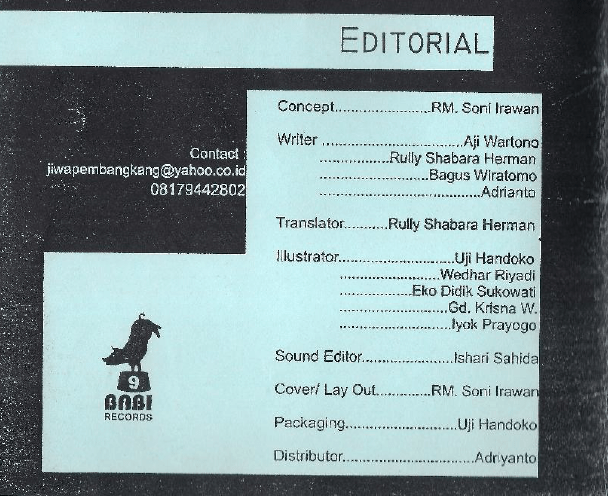 EDITORIAL
Concept......................RM. Soni Irawan
Writer ................................Aji Wartono
................Rully Shabara Herman
.........................Bagus Wiratomo
.....................................Adrianto
Translator..........Rully Shabara Herman
Illustrator...........................Uji Handoko
.......................Wedhar Riyadi
.................Eko Didik Sukowati
.........................Gd. Krisna W.
..........................Iyok Prayogo
Sound Editor.....................Ishari Sahida
Cover/ Lay Out.............RM. Soni Irawan
Packaging..........................Uji Handoko
Distributor..............................Adriyanto
Contact :
jiwapembangkang@yahoo.co.id
08179442802
9
BABI
RECORDS